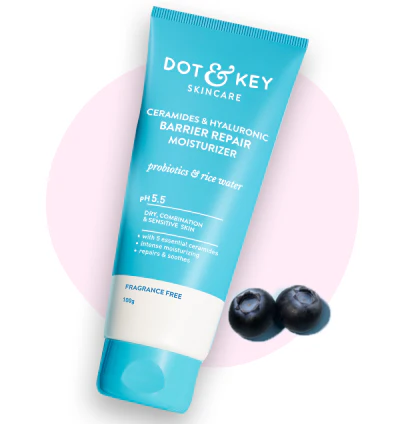 DOT & KEY
SKINCARE
CERAMIDES & HYALURONIC
BARRIER REPAIR
MOISTURIZER
probiotics & rice water
pH 5.5
DRY, COMBINATION
& SENSITIVE SKIN
• with 5 essential ceramides
• intense moisturising
• repairs & soothes
FRAGRANCE FREE
100g